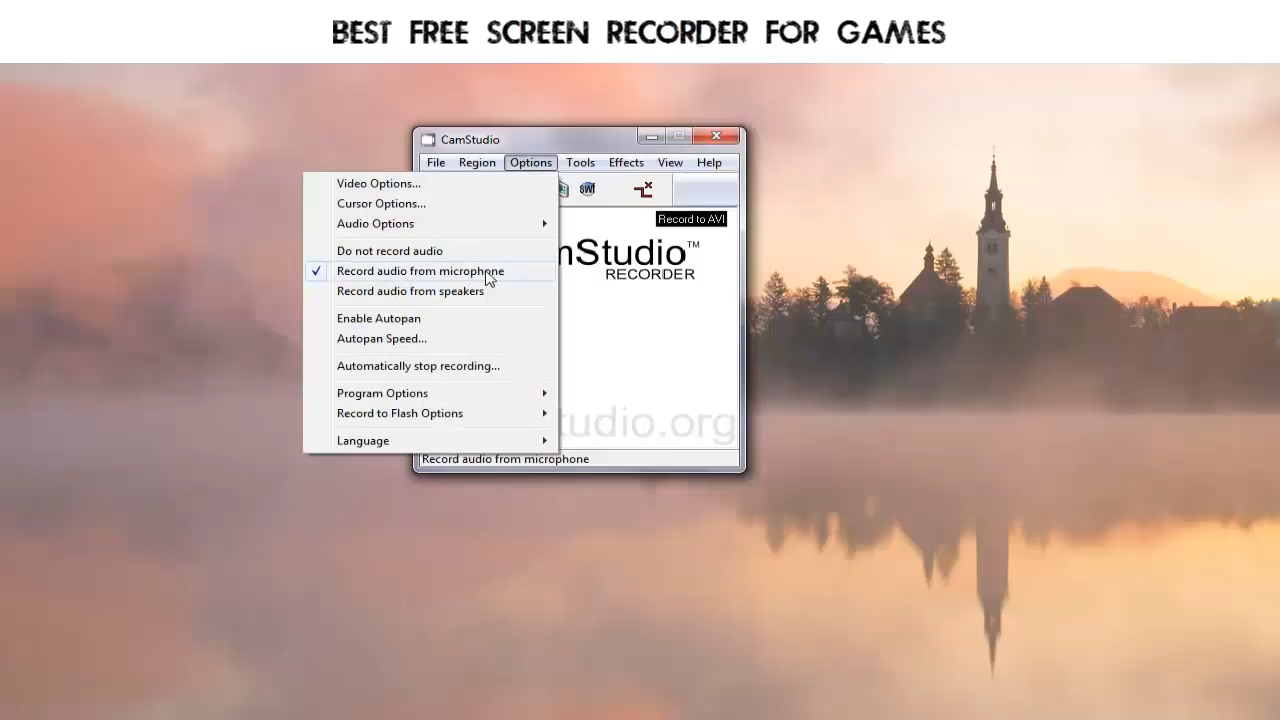 BEST FREE SCREEN RECORDER FOR GAMES
CamStudio
File Region Options Tools Effects View Help
Video Options...
Cursor Options...
Audio Options
Do not record audio
Record audio from microphone
Record audio from speakers
Enable Autopan
Autopan Speed...
Automatically stop recording...
Program Options
Record to Flash Options
Language
SWf
Record to AVI
mStudio™
RECORDER
tudio.org
Record audio from microphone